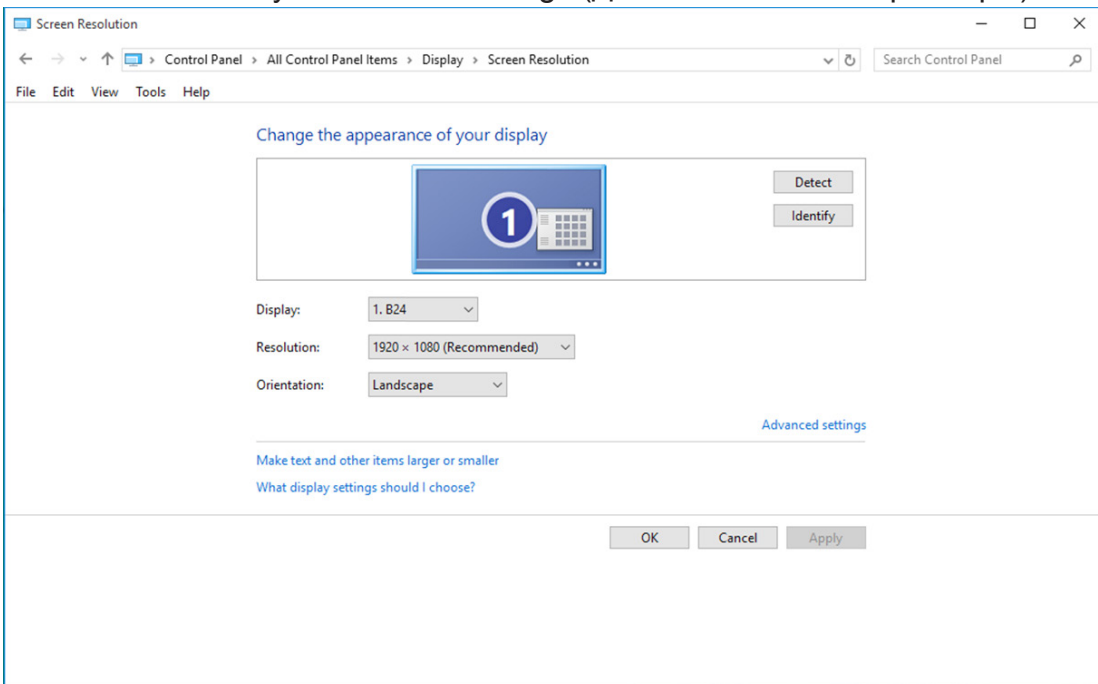 Screen Resolution
Control Panel > All Control Panel Items > Display > Screen Resolution
Search Control Panel
File Edit View Tools Help
Change the appearance of your display
1
Detect
Identify
Display: 1. B24
Resolution: 1920 × 1080 (Recommended)
Orientation: Landscape
Advanced settings
Make text and other items larger or smaller
What display settings should I choose?
OK Cancel Apply